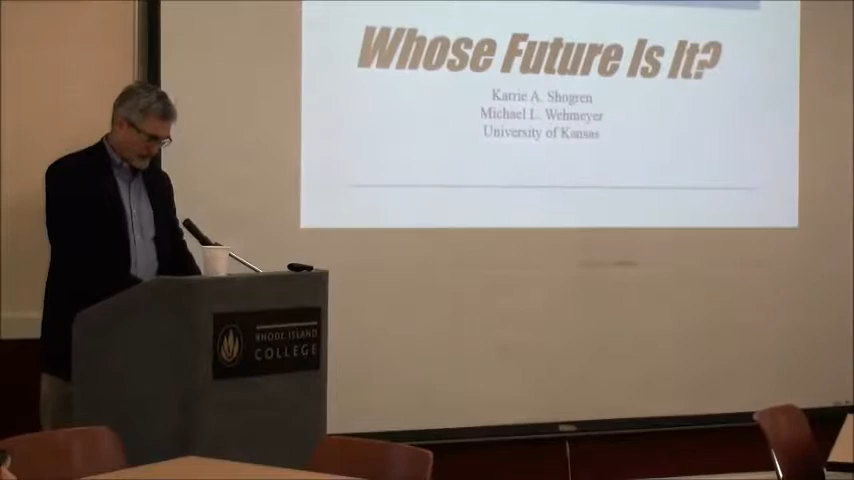 Whose Future Is It?
Karrie A. Shogren
Michael L. Wehmeyer
University of Kansas
RHODE ISLAND
COLLEGE